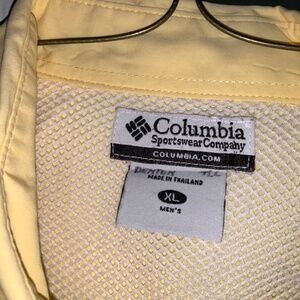 Columbia
Sportswear Company
COLUMBIA.COM
MADE IN THAILAND
XL
MEN'S